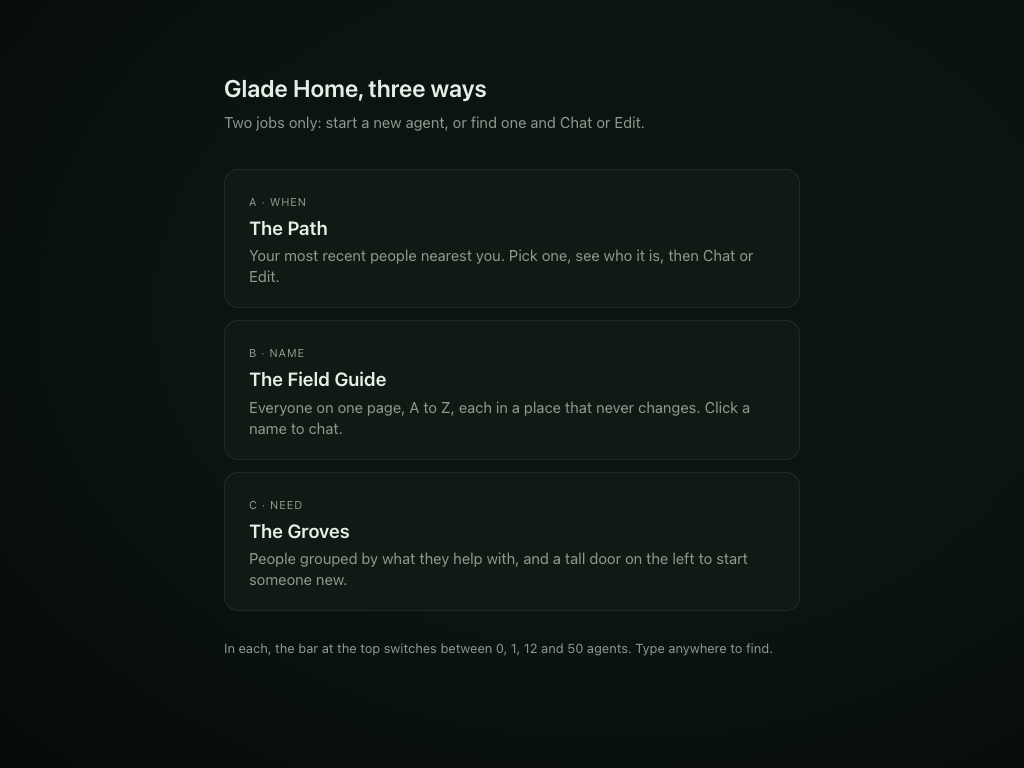 Glade Home, three ways
Two jobs only: start a new agent, or find one and Chat or Edit.
A · WHEN
The Path
Your most recent people nearest you. Pick one, see who it is, then Chat or
Edit.
B · NAME
The Field Guide
Everyone on one page, A to Z, each in a place that never changes. Click a
name to chat.
C · NEED
The Groves
People grouped by what they help with, and a tall door on the left to start
someone new.
In each, the bar at the top switches between 0, 1, 12 and 50 agents. Type anywhere to find.